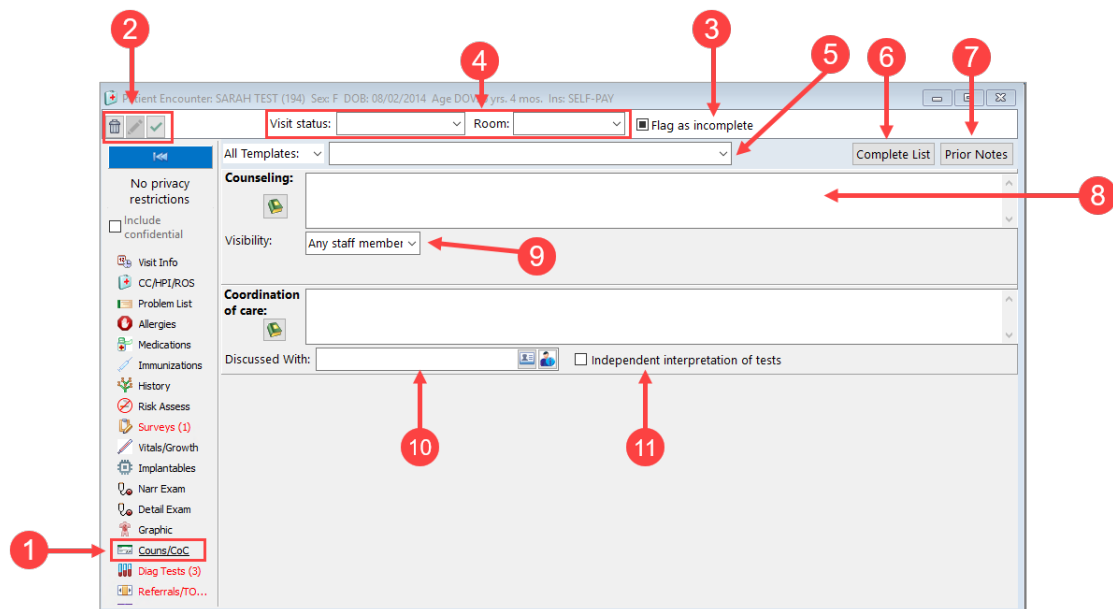 2
4
3
5
6
7
Patient Encounter: SARAH TEST (194) Sex: F DOB: 08/02/2014 Age DOV: yrs. 4 mos. Ins: SELF-PAY
Visit status:
Room:
Flag as incomplete
All Templates:
Complete List
Prior Notes
No privacy
restrictions
Include
confidential
Visit Info
CC/HPI/ROS
Problem List
Allergies
Medications
Immunizations
History
Risk Assess
Surveys (1)
Vitals/Growth
Implantables
Narr Exam
Detail Exam
Graphic
1
Couns/CoC
Diag Tests (3)
Referrals/TO...
Counseling:
8
Visibility:
Any staff member
9
Coordination
of care:
Discussed With:
Independent interpretation of tests
10
11